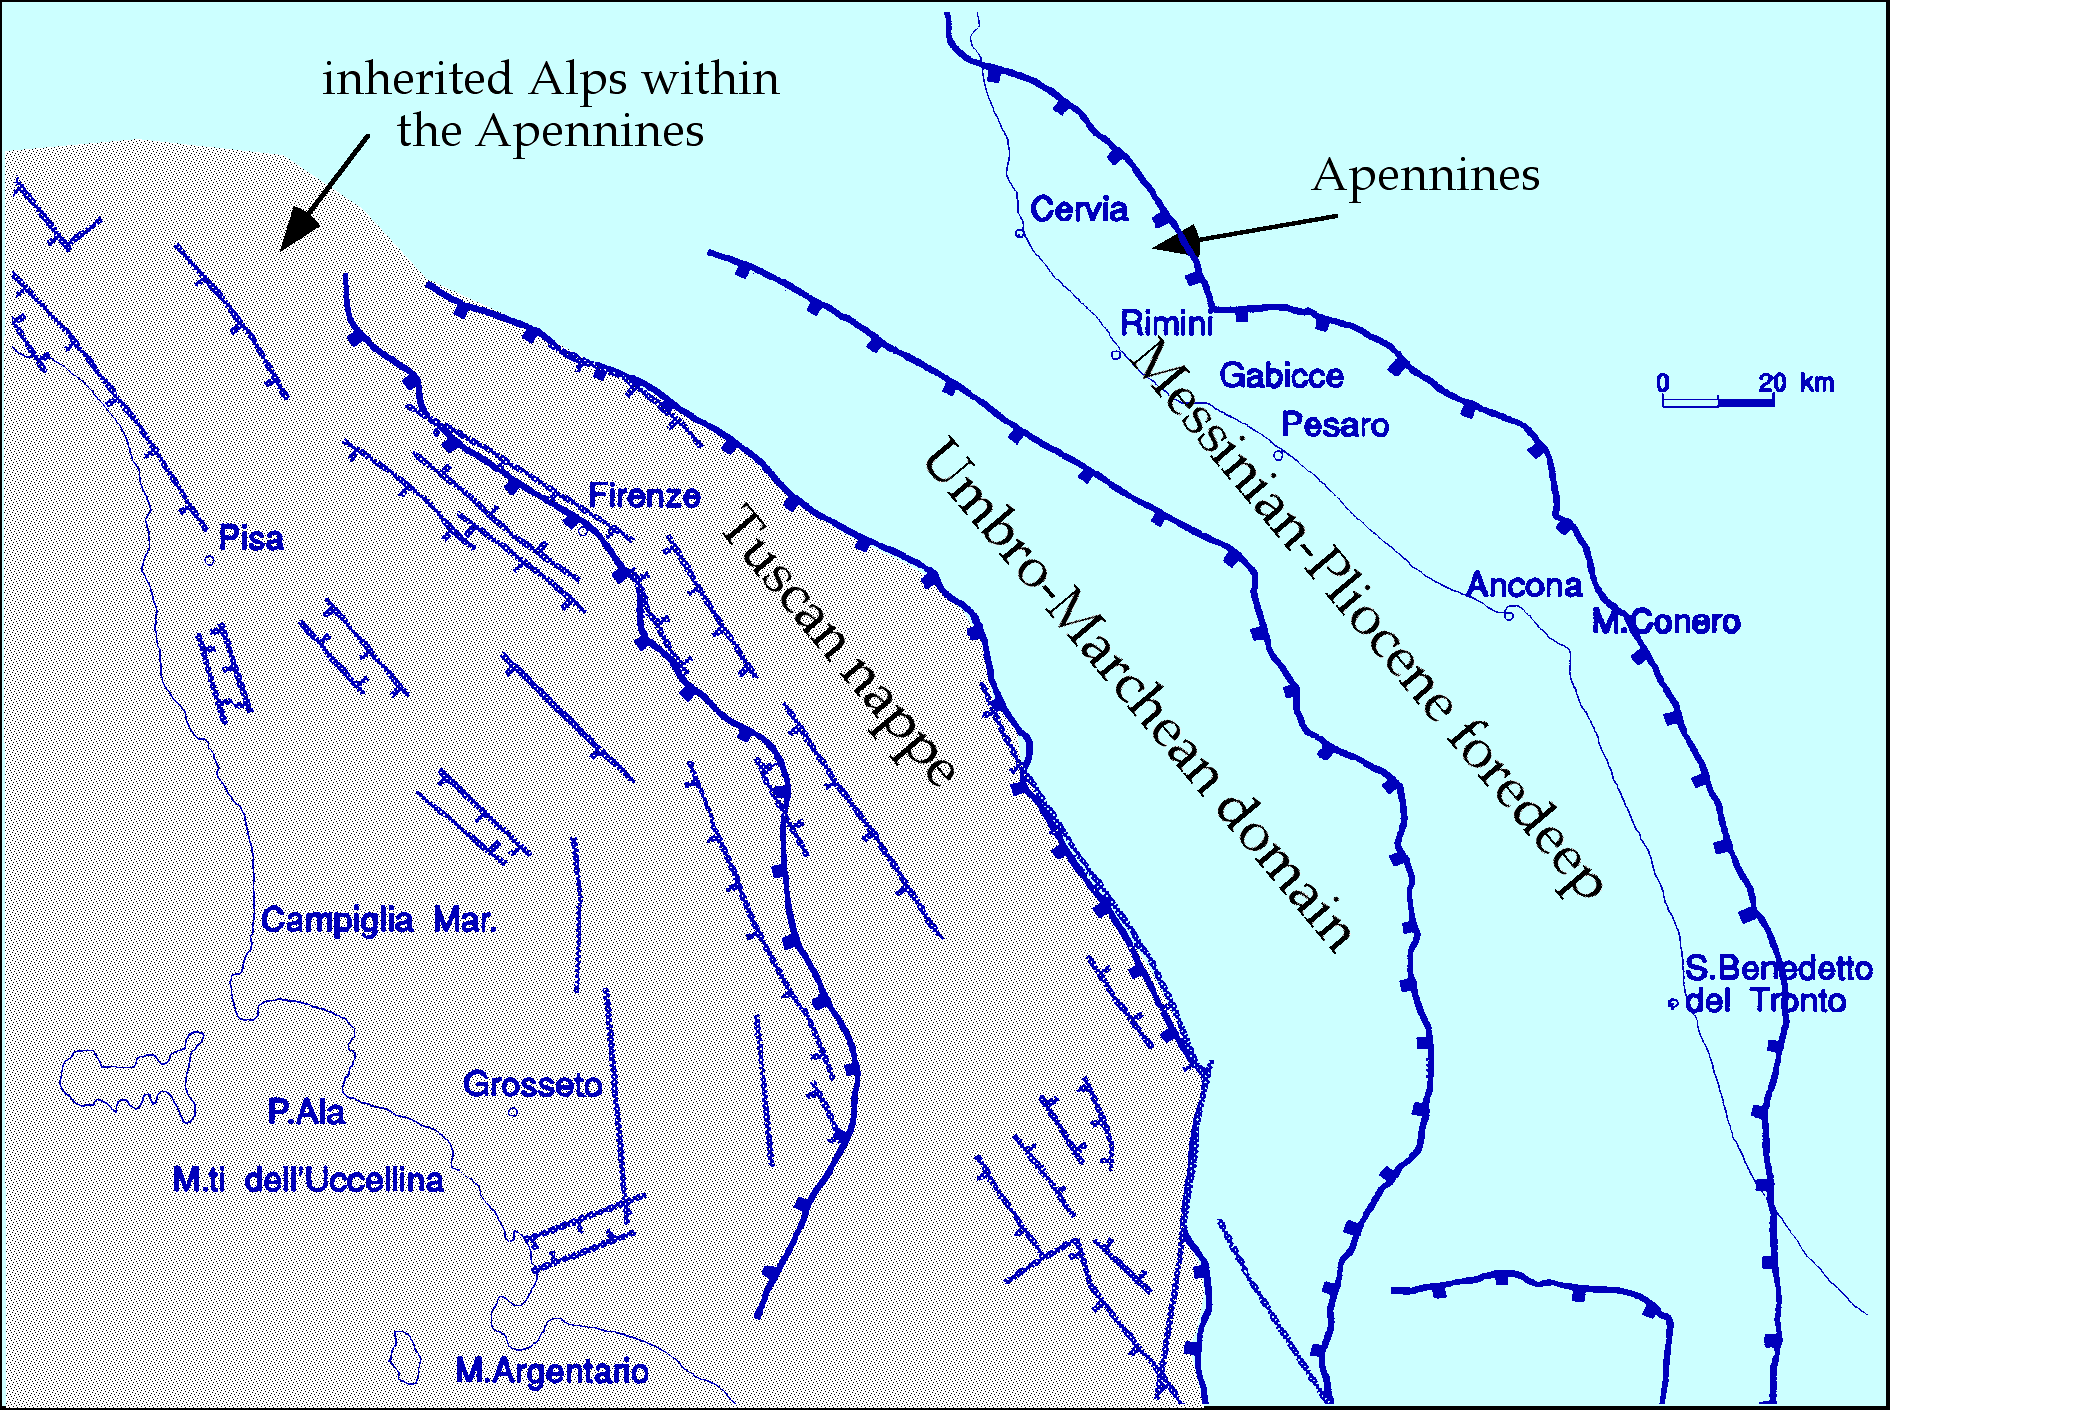 inherited Alps within
the Apennines
Apennines
Cervia
Rimini
Gabicce
Pesaro
0 20 km
Messinian-Pliocene foredeep
Umbro-Marchean domain
Tuscan nappe
Firenze
Pisa
Ancona
M.Conero
Campiglia Mar.
S.Benedetto
del Tronto
Grosseto
P.Ala
M.ti dell'Uccellina
M.Argentario